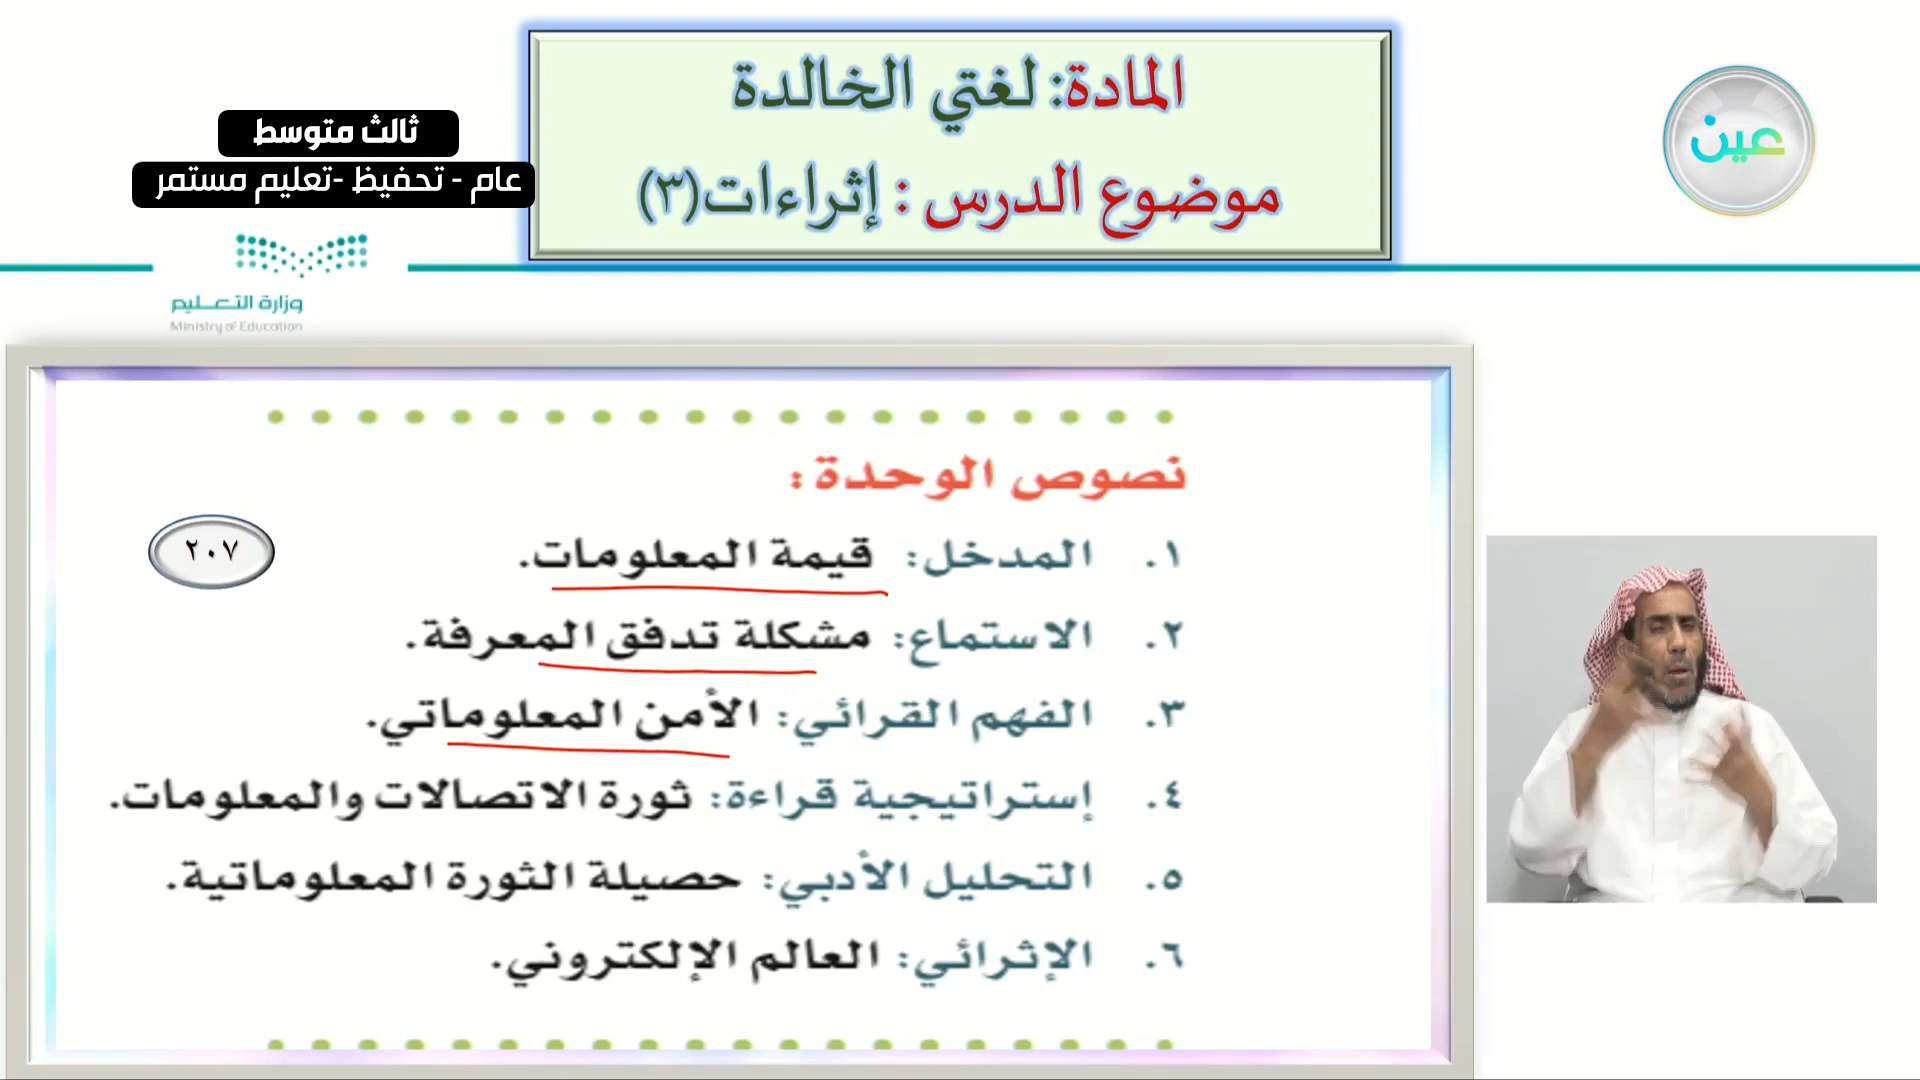 المادة: لغتي الخالدة
موضوع الدرس : إثراءات(٣)
عين
ثالث متوسط
عام - تحفيظ -تعليم مستمر
وزارة التعـــليم
Ministry of Education
نصوص الوحدة:
١. المدخل: قيمة المعلومات.
٢٠٧
٢. الاستماع: مشكلة تدفق المعرفة.
٣. الفهم القرائي: الأمن المعلوماتي.
٤. إستراتيجية قراءة: ثورة الاتصالات والمعلومات.
٥. التحليل الأدبي: حصيلة الثورة المعلوماتية.
٦. الإثرائي: العالم الإلكتروني.